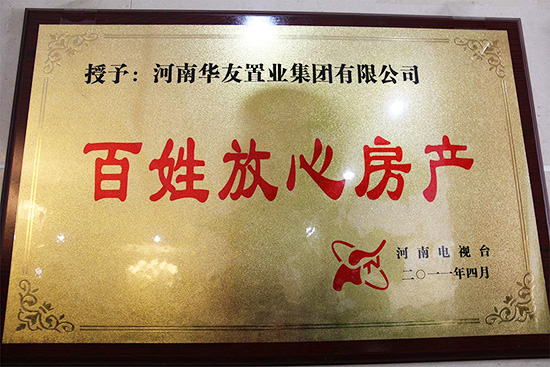 授予：河南华友置业集团有限公司
百姓放心房产
TV
河南电视台
二〇一一年四月